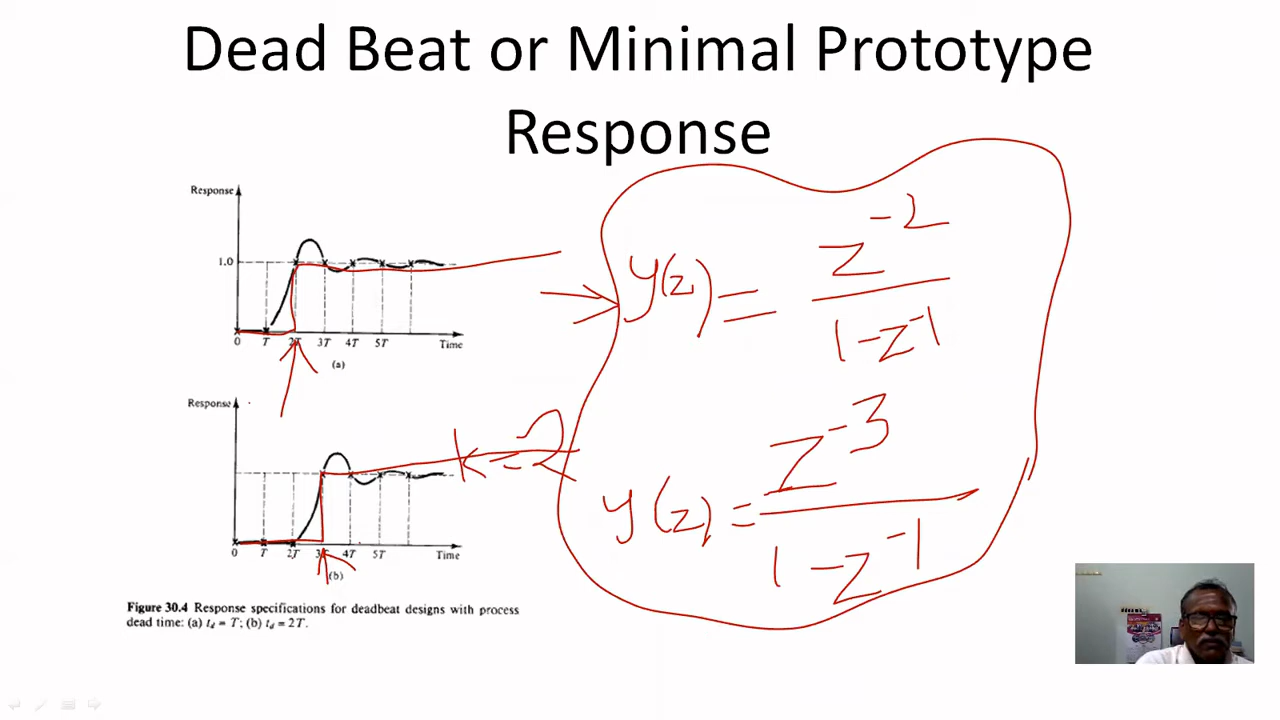 Dead Beat or Minimal Prototype
Response
Response
1.0
0 T 2T 3T 4T 5T Time
(a)
y(z) = z^-2 / 1-z^-1
Response
k=2
0 T 2T 3T 4T 5T Time
(b)
y(z) = z^-3 / 1-z^-1
Figure 30.4 Response specifications for deadbeat designs with process
dead time: (a) t_d = T; (b) t_d = 2T.